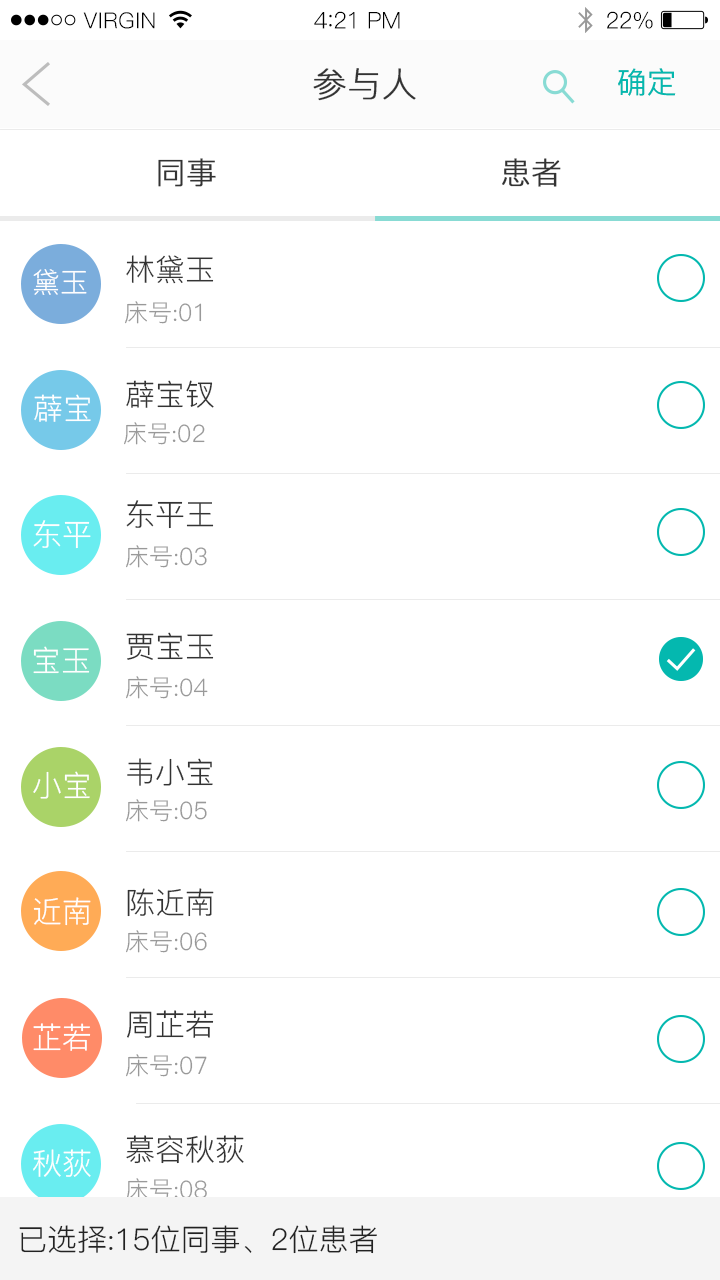 VIRGIN 4:21 PM 22%
参与人 确定
同事 患者
黛玉 林黛玉
床号:01
薜宝 薜宝钗
床号:02
东平 东平王
床号:03
宝玉 贾宝玉
床号:04
小宝 韦小宝
床号:05
近南 陈近南
床号:06
芷若 周芷若
床号:07
秋荻 慕容秋荻
床号:08
已选择:15位同事、2位患者